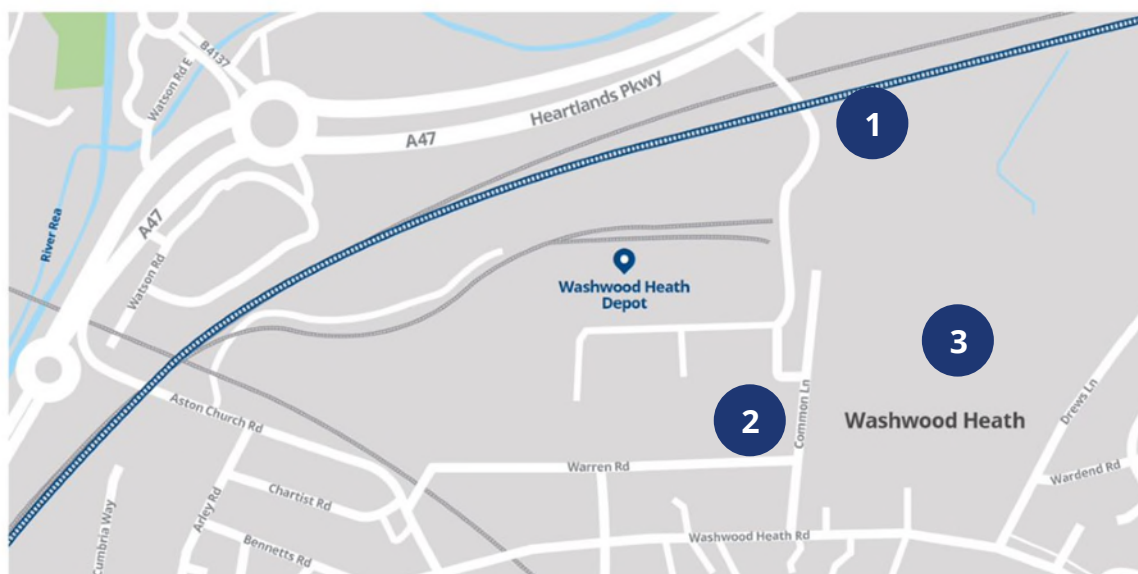 B4137
Watson Rd E
Heartlands Pkwy
A47
1
River Rea
A47
Watson Rd
Washwood Heath
Depot
3
2
Common Ln
Drews Ln
Washwood Heath
Aston Church Rd
Warren Rd
Wardend Rd
Chartist Rd
Arley Rd
Cumbria Way
Bennetts Rd
Washwood Heath Rd